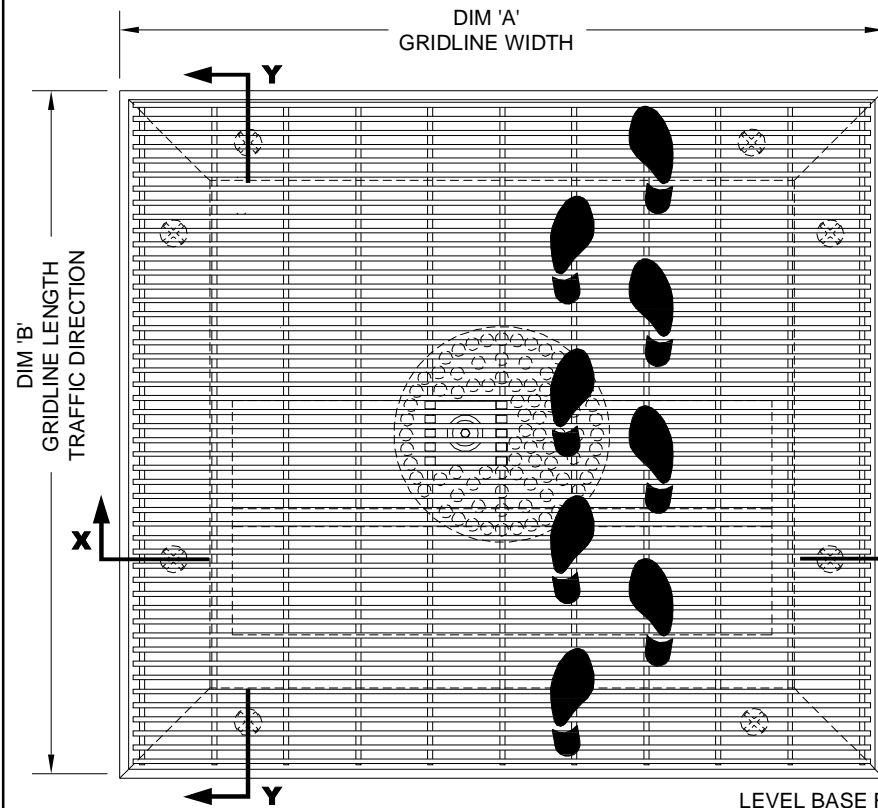 DIM 'A'
GRIDLINE WIDTH
Y
DIM 'B'
GRIDLINE LENGTH
TRAFFIC DIRECTION
X
Y
LEVEL BASE